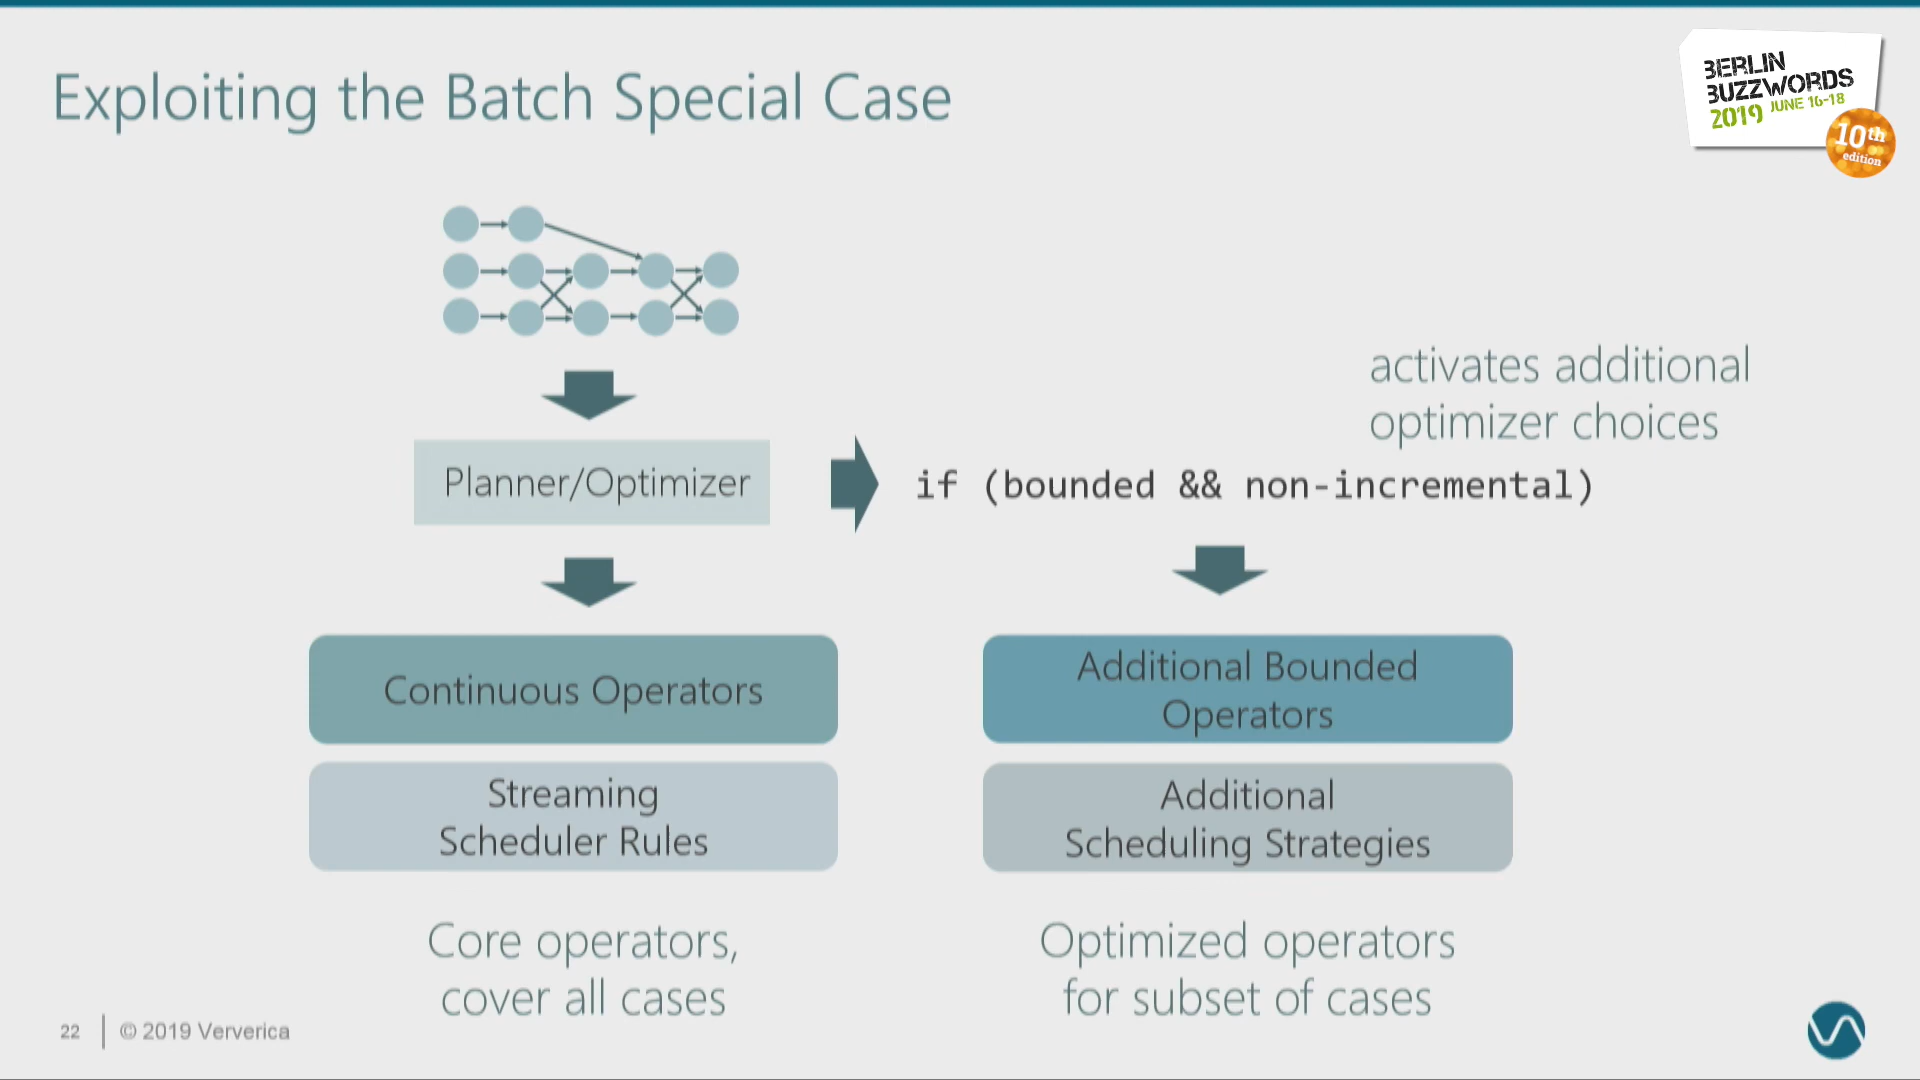 Exploiting the Batch Special Case
BERLIN
BUZZWORDS
2019 JUNE 16-18
10th
edition
activates additional
optimizer choices
Planner/Optimizer
if (bounded && non-incremental)
Continuous Operators
Additional Bounded
Operators
Streaming
Scheduler Rules
Additional
Scheduling Strategies
Core operators,
cover all cases
Optimized operators
for subset of cases
22
© 2019 Ververica